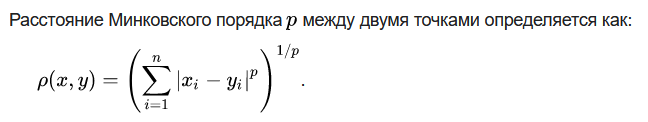 Расстояние Минковского порядка p между двумя точками определяется как:
ρ(x, y) = (∑_{i=1}^{n} |x_i − y_i|^p)^{1/p}.